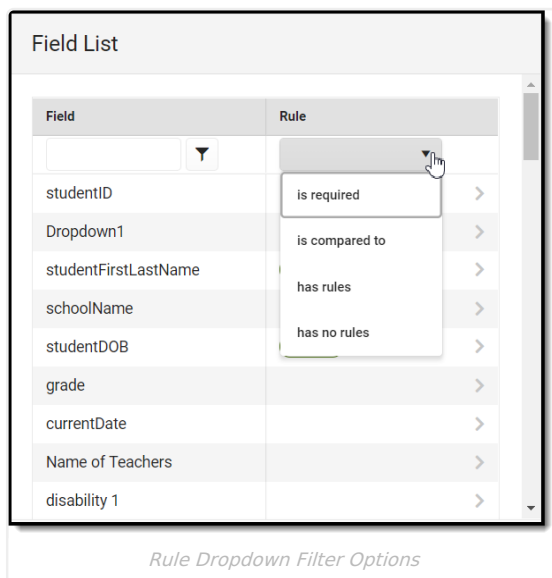 Field List
Field Rule
studentID
is required
Dropdown1
is compared to
studentFirstLastName
has rules
schoolName
has no rules
studentDOB
grade
currentDate
Name of Teachers
disability 1
Rule Dropdown Filter Options